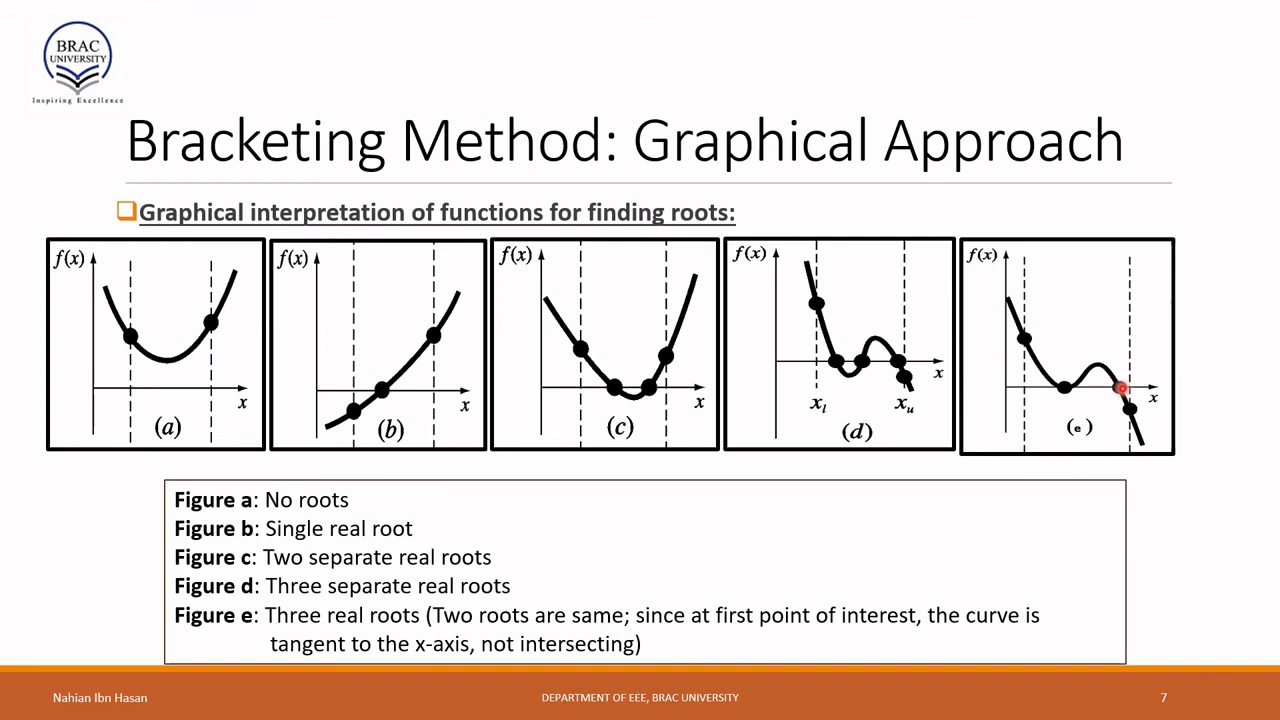 BRAC
UNIVERSITY
Inspiring Excellence
Bracketing Method: Graphical Approach
Graphical interpretation of functions for finding roots:
f(x)
x
(a)
f(x)
x
(b)
f(x)
x
(c)
f(x)
x
xl
xu
(d)
f(x)
x
(e)
Figure a: No roots
Figure b: Single real root
Figure c: Two separate real roots
Figure d: Three separate real roots
Figure e: Three real roots (Two roots are same; since at first point of interest, the curve is
tangent to the x-axis, not intersecting)
Nahian Ibn Hasan
DEPARTMENT OF EEE, BRAC UNIVERSITY
7